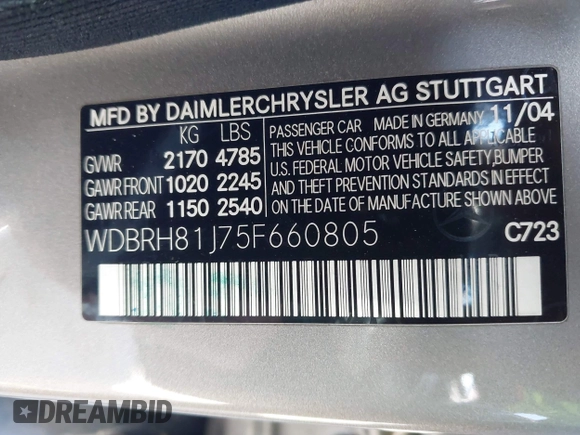 MFD BY DAIMLERCHRYSLER AG STUTTGART
KG LBS PASSENGER CAR MADE IN GERMANY 11/04
GVWR 2170 4785 THIS VEHICLE CONFORMS TO ALL APPLICABLE
GAWR FRONT 1020 2245 U.S. FEDERAL MOTOR VEHICLE SAFETY, BUMPER
GAWR REAR 1150 2540 AND THEFT PREVENTION STANDARDS IN EFFECT
ON THE DATE OF MANUFACTURE SHOWN ABOVE
WDBRH81J75F660805 C723
DREAMBID